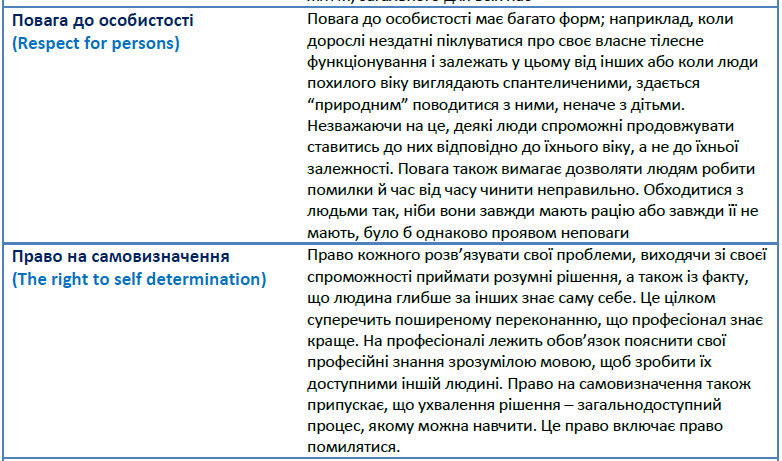 Повага до особистості
(Respect for persons)
Повага до особистості має багато форм; наприклад, коли
дорослі нездатні піклуватися про своє власне тілесне
функціонування і залежать у цьому від інших або коли люди
похилого віку виглядають спантеличеними, здається
“природним” поводитися з ними, неначе з дітьми.
Незважаючи на це, деякі люди спроможні продовжувати
ставитись до них відповідно до їхнього віку, а не до їхньої
залежності. Повага також вимагає дозволяти людям робити
помилки й час від часу чинити неправильно. Обходитися з
людьми так, ніби вони завжди мають рацію або завжди її не
мають, було б однаково проявом неповаги
Право на самовизначення
(The right to self determination)
Право кожного розв’язувати свої проблеми, виходячи зі своєї
спроможності приймати розумні рішення, а також із факту,
що людина глибше за інших знає саму себе. Це цілком
суперечить поширеному переконанню, що професіонал знає
краще. На професіоналі лежить обов’язок пояснити свої
професійні знання зрозумілою мовою, щоб зробити їх
доступними іншій людині. Право на самовизначення також
припускає, що ухвалення рішення – загальнодоступний
процес, якому можна навчити. Це право включає право
помилятися.